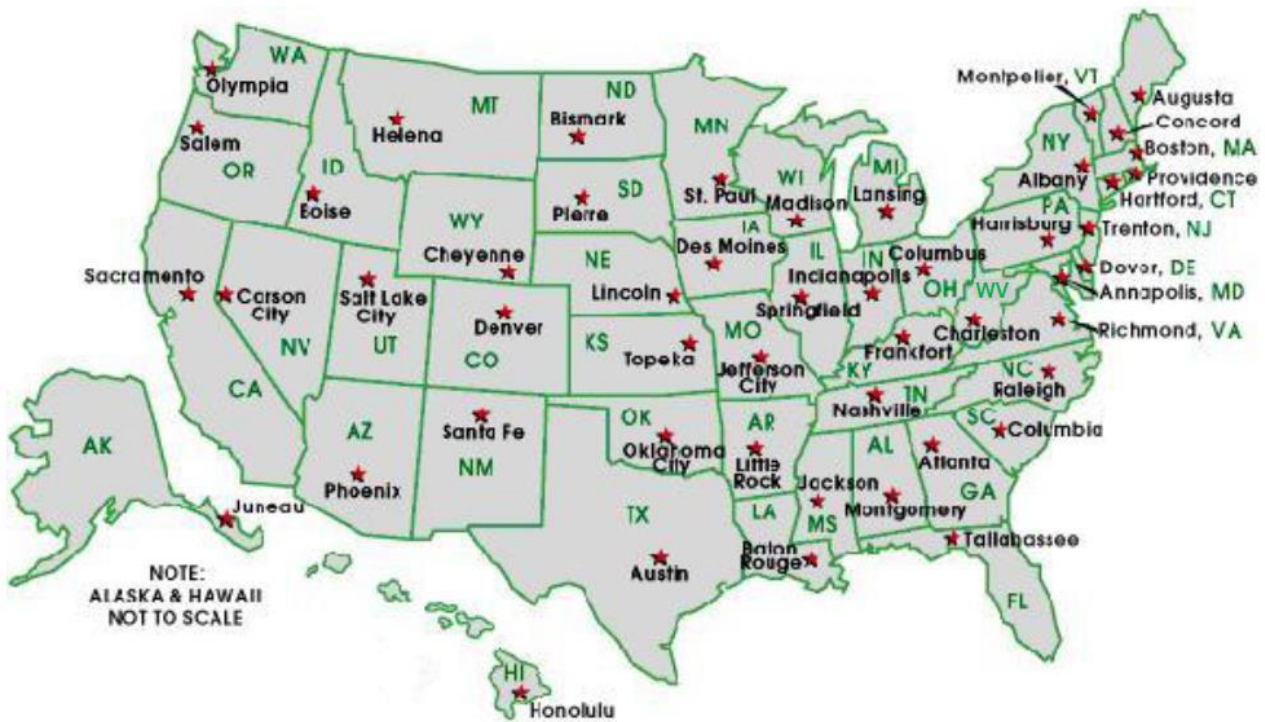 WA
Olympia
MT
Helena
ND
Bismark
MN
St. Paul
Montpelier, VT
Augusta
Concord
Boston, MA
Providence
Hartford, CT
NY
Albany
Salem
OR
ID
Boise
WY
Cheyenne
SD
Pierre
WI
Madison
MI
Lansing
PA
Harrisburg
Trenton, NJ
IA
Des Moines
NE
Lincoln
IL
Springfield
IN
Indianapolis
Columbus
OH
WV
Charleston
Dover, DE
Annapolis, MD
Richmond, VA
Sacramento
Carson
City
NV
CA
Salt Lake
City
UT
Denver
CO
KS
Topeka
MO
Jefferson
City
KY
Frankfort
TN
Nashville
NC
Raleigh
SC
Columbia
AK
Juneau
AZ
Phoenix
Santa Fe
NM
OK
Oklahoma
City
AR
Little
Rock
TX
Austin
LA
Baton
Rouge
Jackson
MS
AL
Montgomery
Atlanta
GA
Tallahassee
FL
NOTE:
ALASKA & HAWAII
NOT TO SCALE
HI
Honolulu